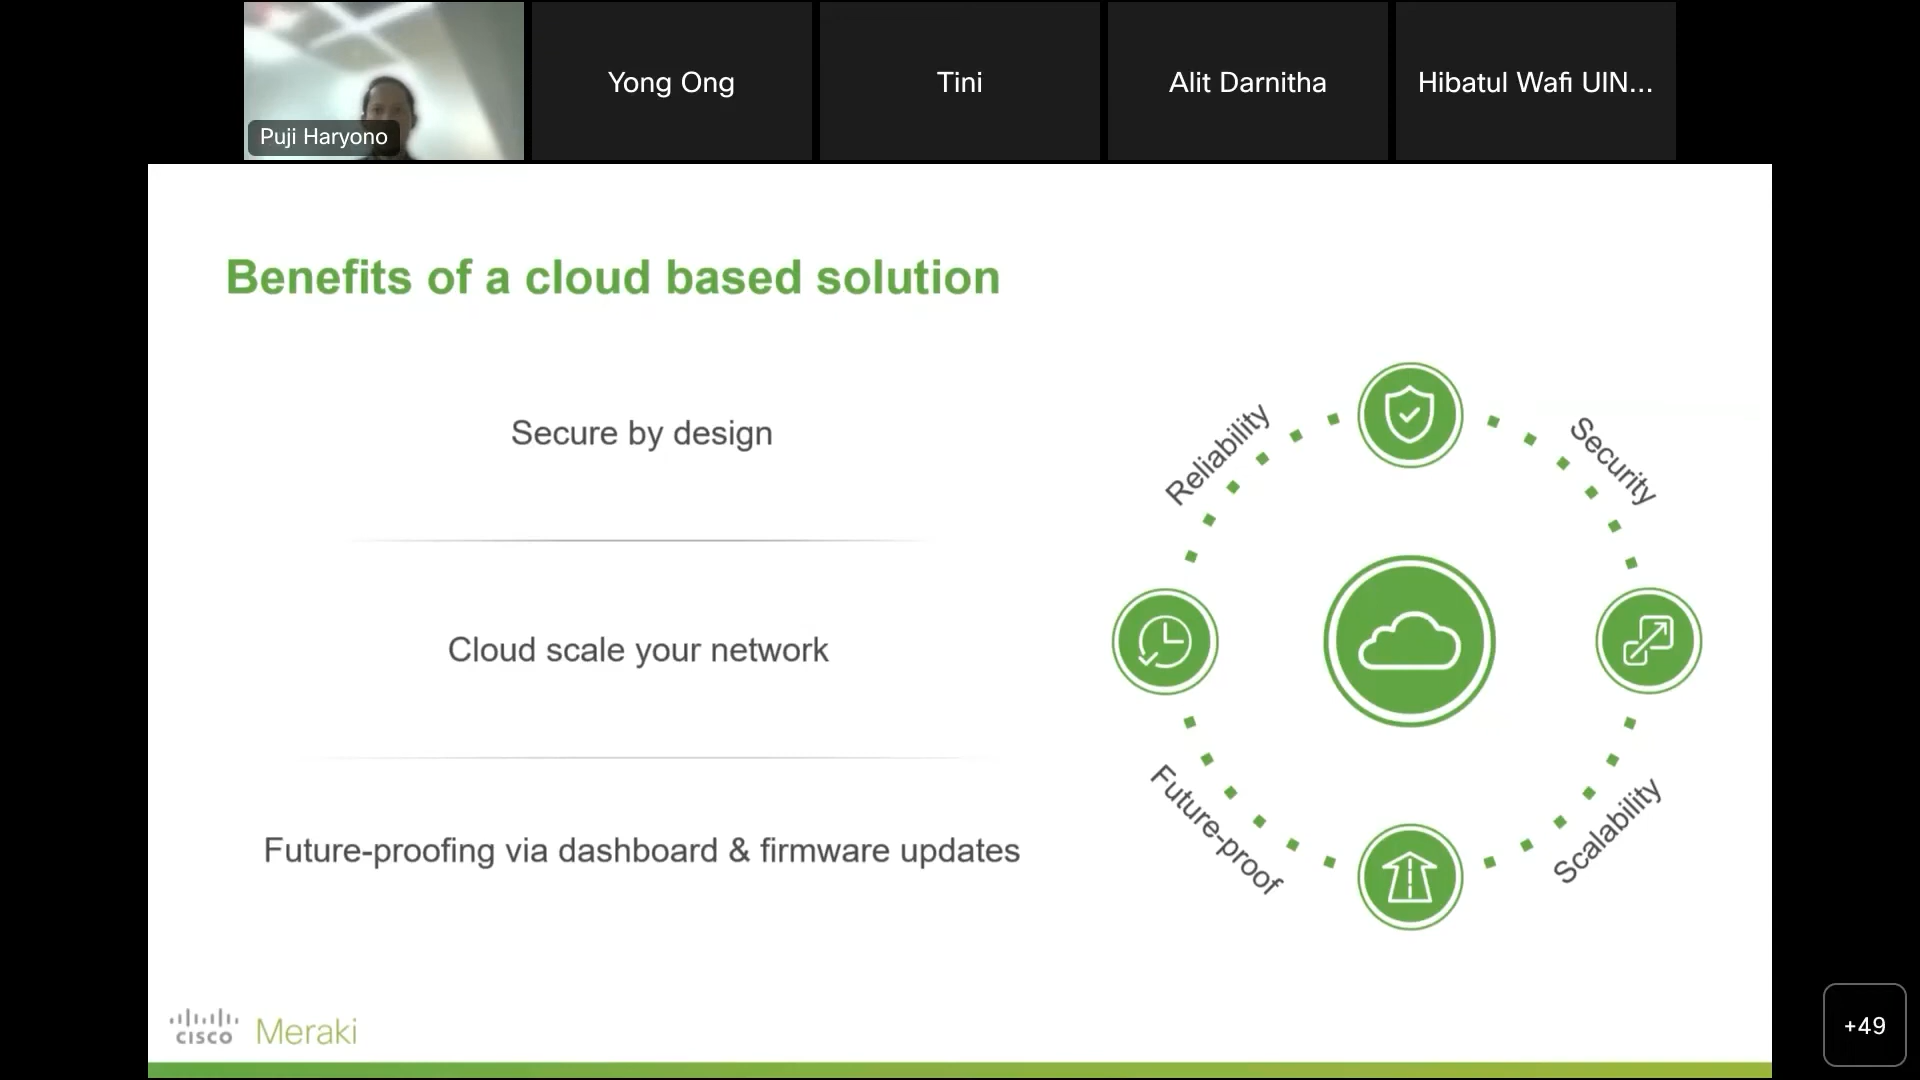 Yong Ong
Tini
Alit Darnitha
Hibatul Wafi UIN...
Puji Haryono
Benefits of a cloud based solution
Secure by design
Cloud scale your network
Future-proofing via dashboard & firmware updates
Reliability
Security
Future-proof
Scalability
CISCO Meraki
+49